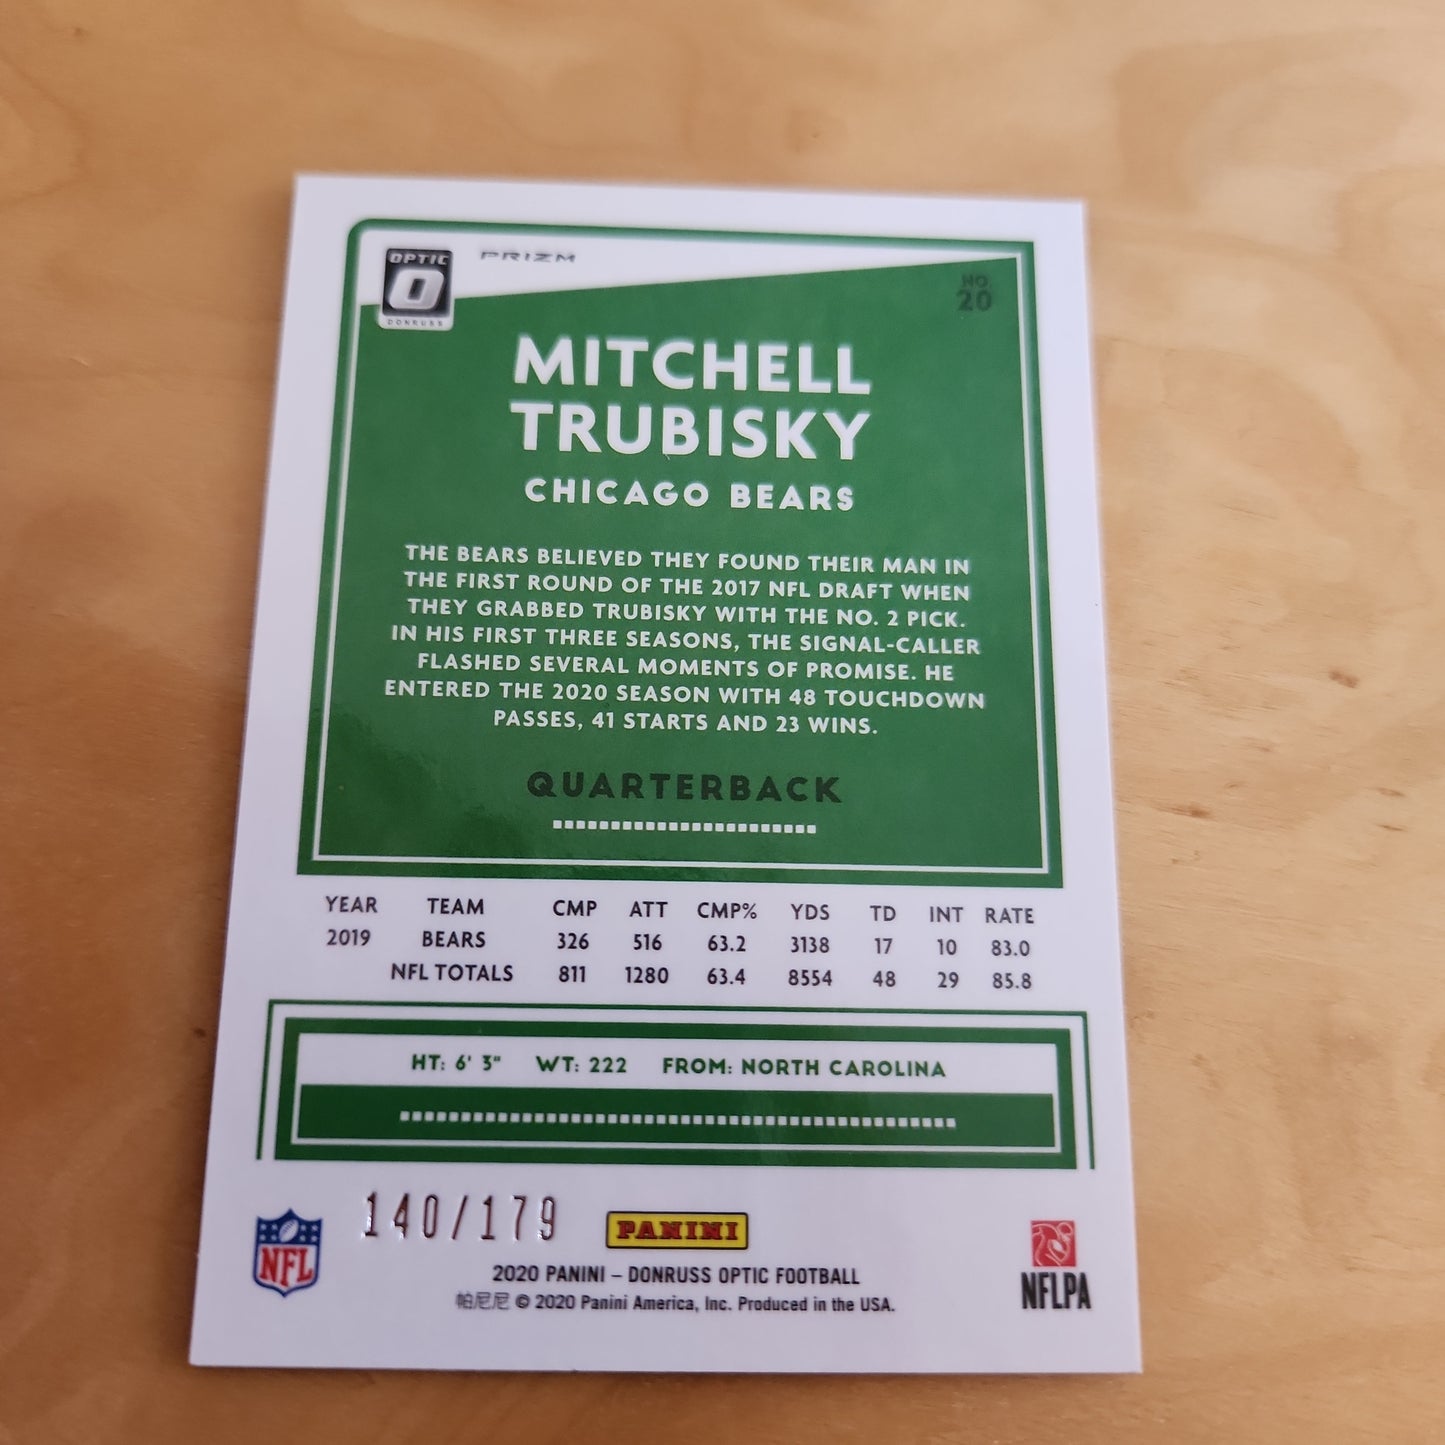 OPTIC
O
DONRUSS
PRIZM
NO.
20
MITCHELL
TRUBISKY
CHICAGO BEARS
THE BEARS BELIEVED THEY FOUND THEIR MAN IN
THE FIRST ROUND OF THE 2017 NFL DRAFT WHEN
THEY GRABBED TRUBISKY WITH THE NO. 2 PICK.
IN HIS FIRST THREE SEASONS, THE SIGNAL-CALLER
FLASHED SEVERAL MOMENTS OF PROMISE. HE
ENTERED THE 2020 SEASON WITH 48 TOUCHDOWN
PASSES, 41 STARTS AND 23 WINS.
QUARTERBACK
YEAR TEAM CMP ATT CMP% YDS TD INT RATE
2019 BEARS 326 516 63.2 3138 17 10 83.0
NFL TOTALS 811 1280 63.4 8554 48 29 85.8
HT: 6' 3" WT: 222 FROM: NORTH CAROLINA
NFL
140/179
PANINI
2020 PANINI – DONRUSS OPTIC FOOTBALL
帕尼尼 © 2020 Panini America, Inc. Produced in the USA.
NFLPA